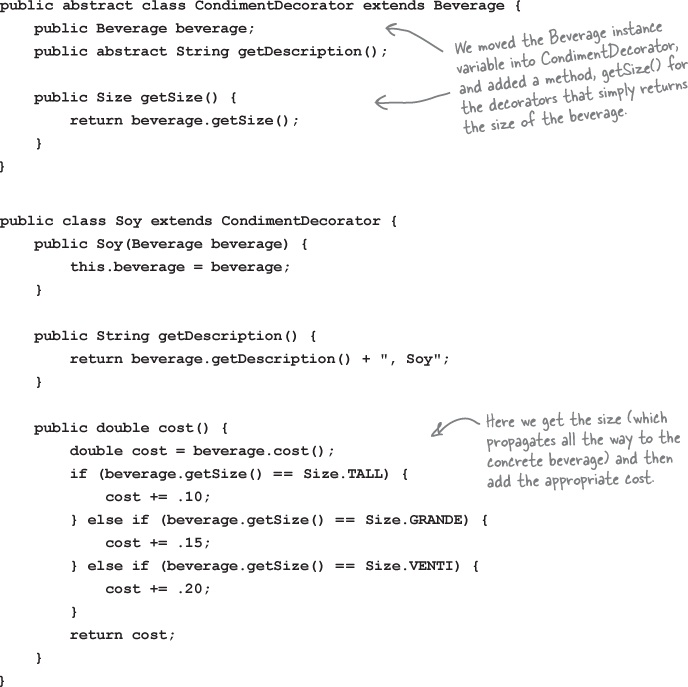 public abstract class CondimentDecorator extends Beverage {
    public Beverage beverage;
    public abstract String getDescription();

    public Size getSize() {
        return beverage.getSize();
    }
}
We moved the Beverage instance
variable into CondimentDecorator,
and added a method, getSize() for
the decorators that simply returns
the size of the beverage.

public class Soy extends CondimentDecorator {
    public Soy(Beverage beverage) {
        this.beverage = beverage;
    }

    public String getDescription() {
        return beverage.getDescription() + ", Soy";
    }

    public double cost() {
        double cost = beverage.cost();
        if (beverage.getSize() == Size.TALL) {
            cost += .10;
        } else if (beverage.getSize() == Size.GRANDE) {
            cost += .15;
        } else if (beverage.getSize() == Size.VENTI) {
            cost += .20;
        }
        return cost;
    }
}
Here we get the size (which
propagates all the way to the
concrete beverage) and then
add the appropriate cost.